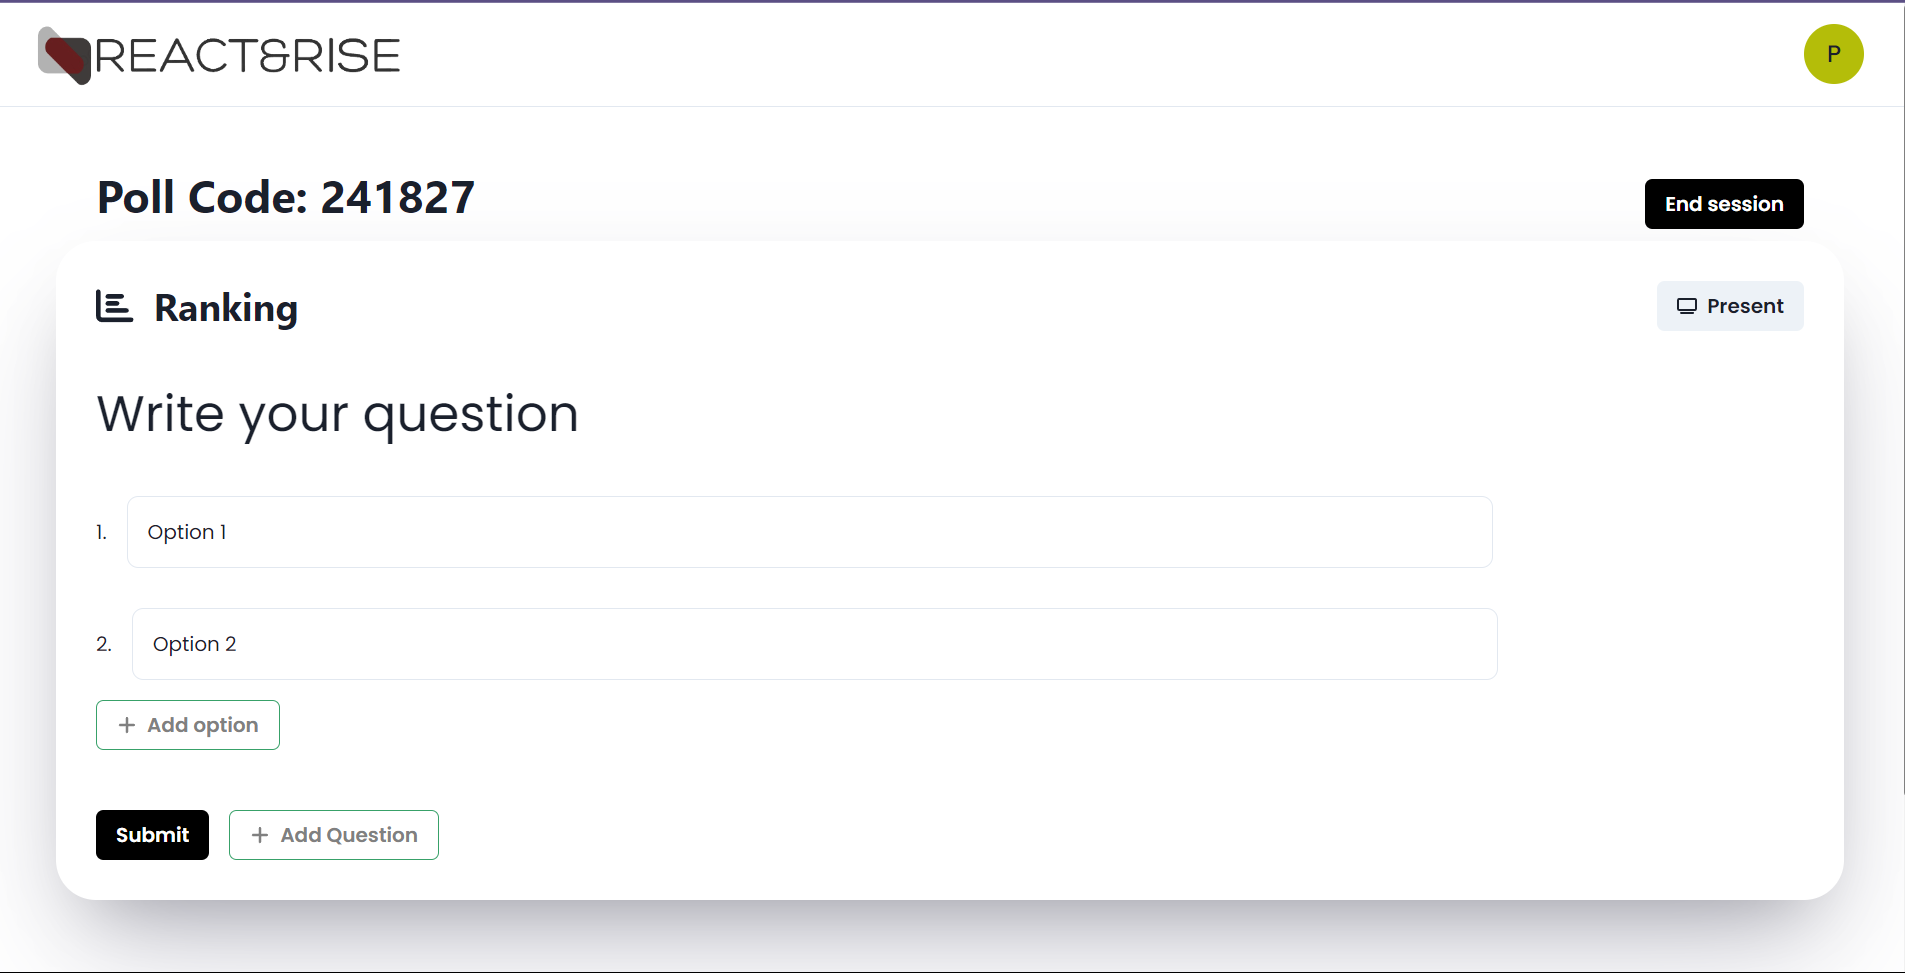 REACT&RISE
P
Poll Code: 241827
End session
Ranking
Present
Write your question
1. Option 1
2. Option 2
+ Add option
Submit
+ Add Question